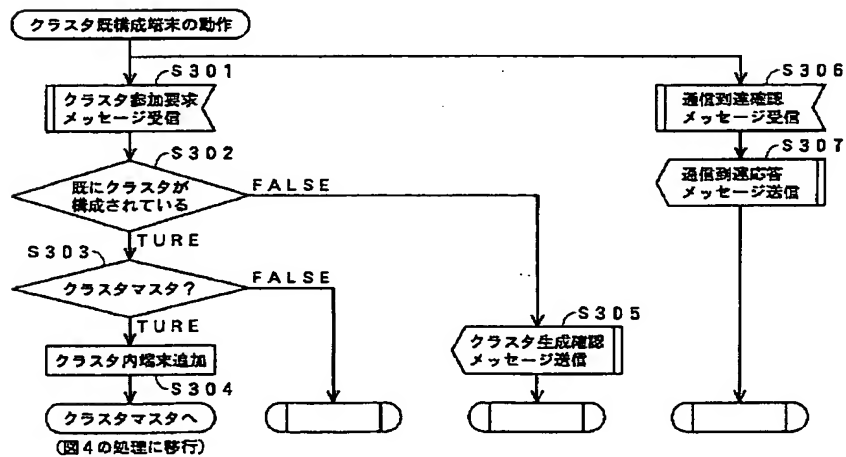 クラスタ既構成端末の動作
S301
クラスタ参加要求
メッセージ受信
S302
既にクラスタが
構成されている
FALSE
TURE
S303
クラスタマスタ?
FALSE
TURE
クラスタ内端末追加
S304
クラスタマスタへ
(図4の処理に移行)
S305
クラスタ生成確認
メッセージ送信
S306
通信到達確認
メッセージ受信
S307
通信到達応答
メッセージ送信